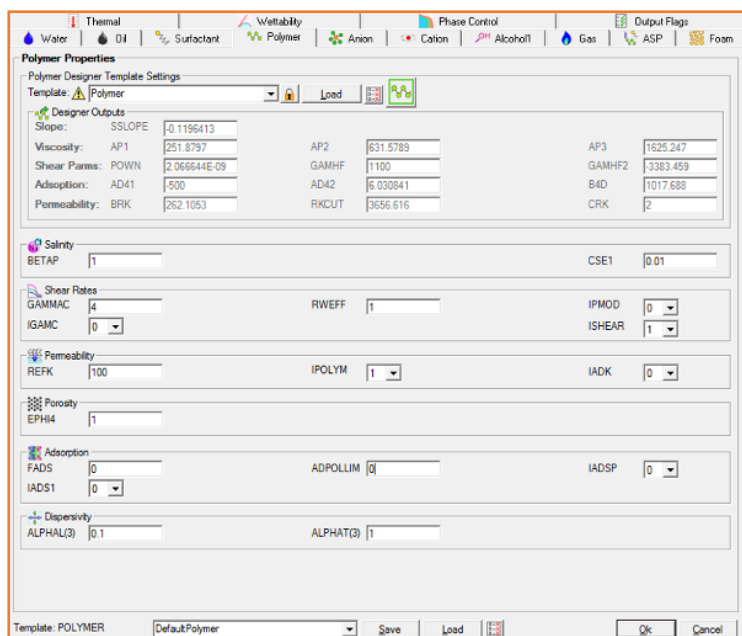 Thermal Wettability Phase Control Output Flags
Water Oil Surfactant Polymer Anion Cation Alcohol1 Gas ASP Foam
Polymer Properties
Polymer Designer Template Settings
Template: Polymer Load
Designer Outputs
Slope: SSLOPE -0.1196413
Viscosity: AP1 251.8797 AP2 631.5789 AP3 1625.247
Shear Parms: POWN 2.066644E-09 GAMHF 1100 GAMHF2 -3383.459
Adsoption: AD41 -500 AD42 6.030841 B4D 1017.688
Permeability: BRK 262.1053 RKCUT 3656.616 CRK 2
Salinity
BETAP 1 CSE1 0.01
Shear Rates
GAMMAC 4 RWEFF 1 IPMOD 0
IGAMC 0 ISHEAR 1
Permeability
REFK 100 IPOLYM 1 IADK 0
Porosity
EPHI4 1
Adsorption
FADS 0 ADPOLLIM 0 IADSP 0
IADS1 0
Dispersivity
ALPHAL(3) 0.1 ALPHAT(3) 1
Template: POLYMER DefaultPolymer Save Load Ok Cancel